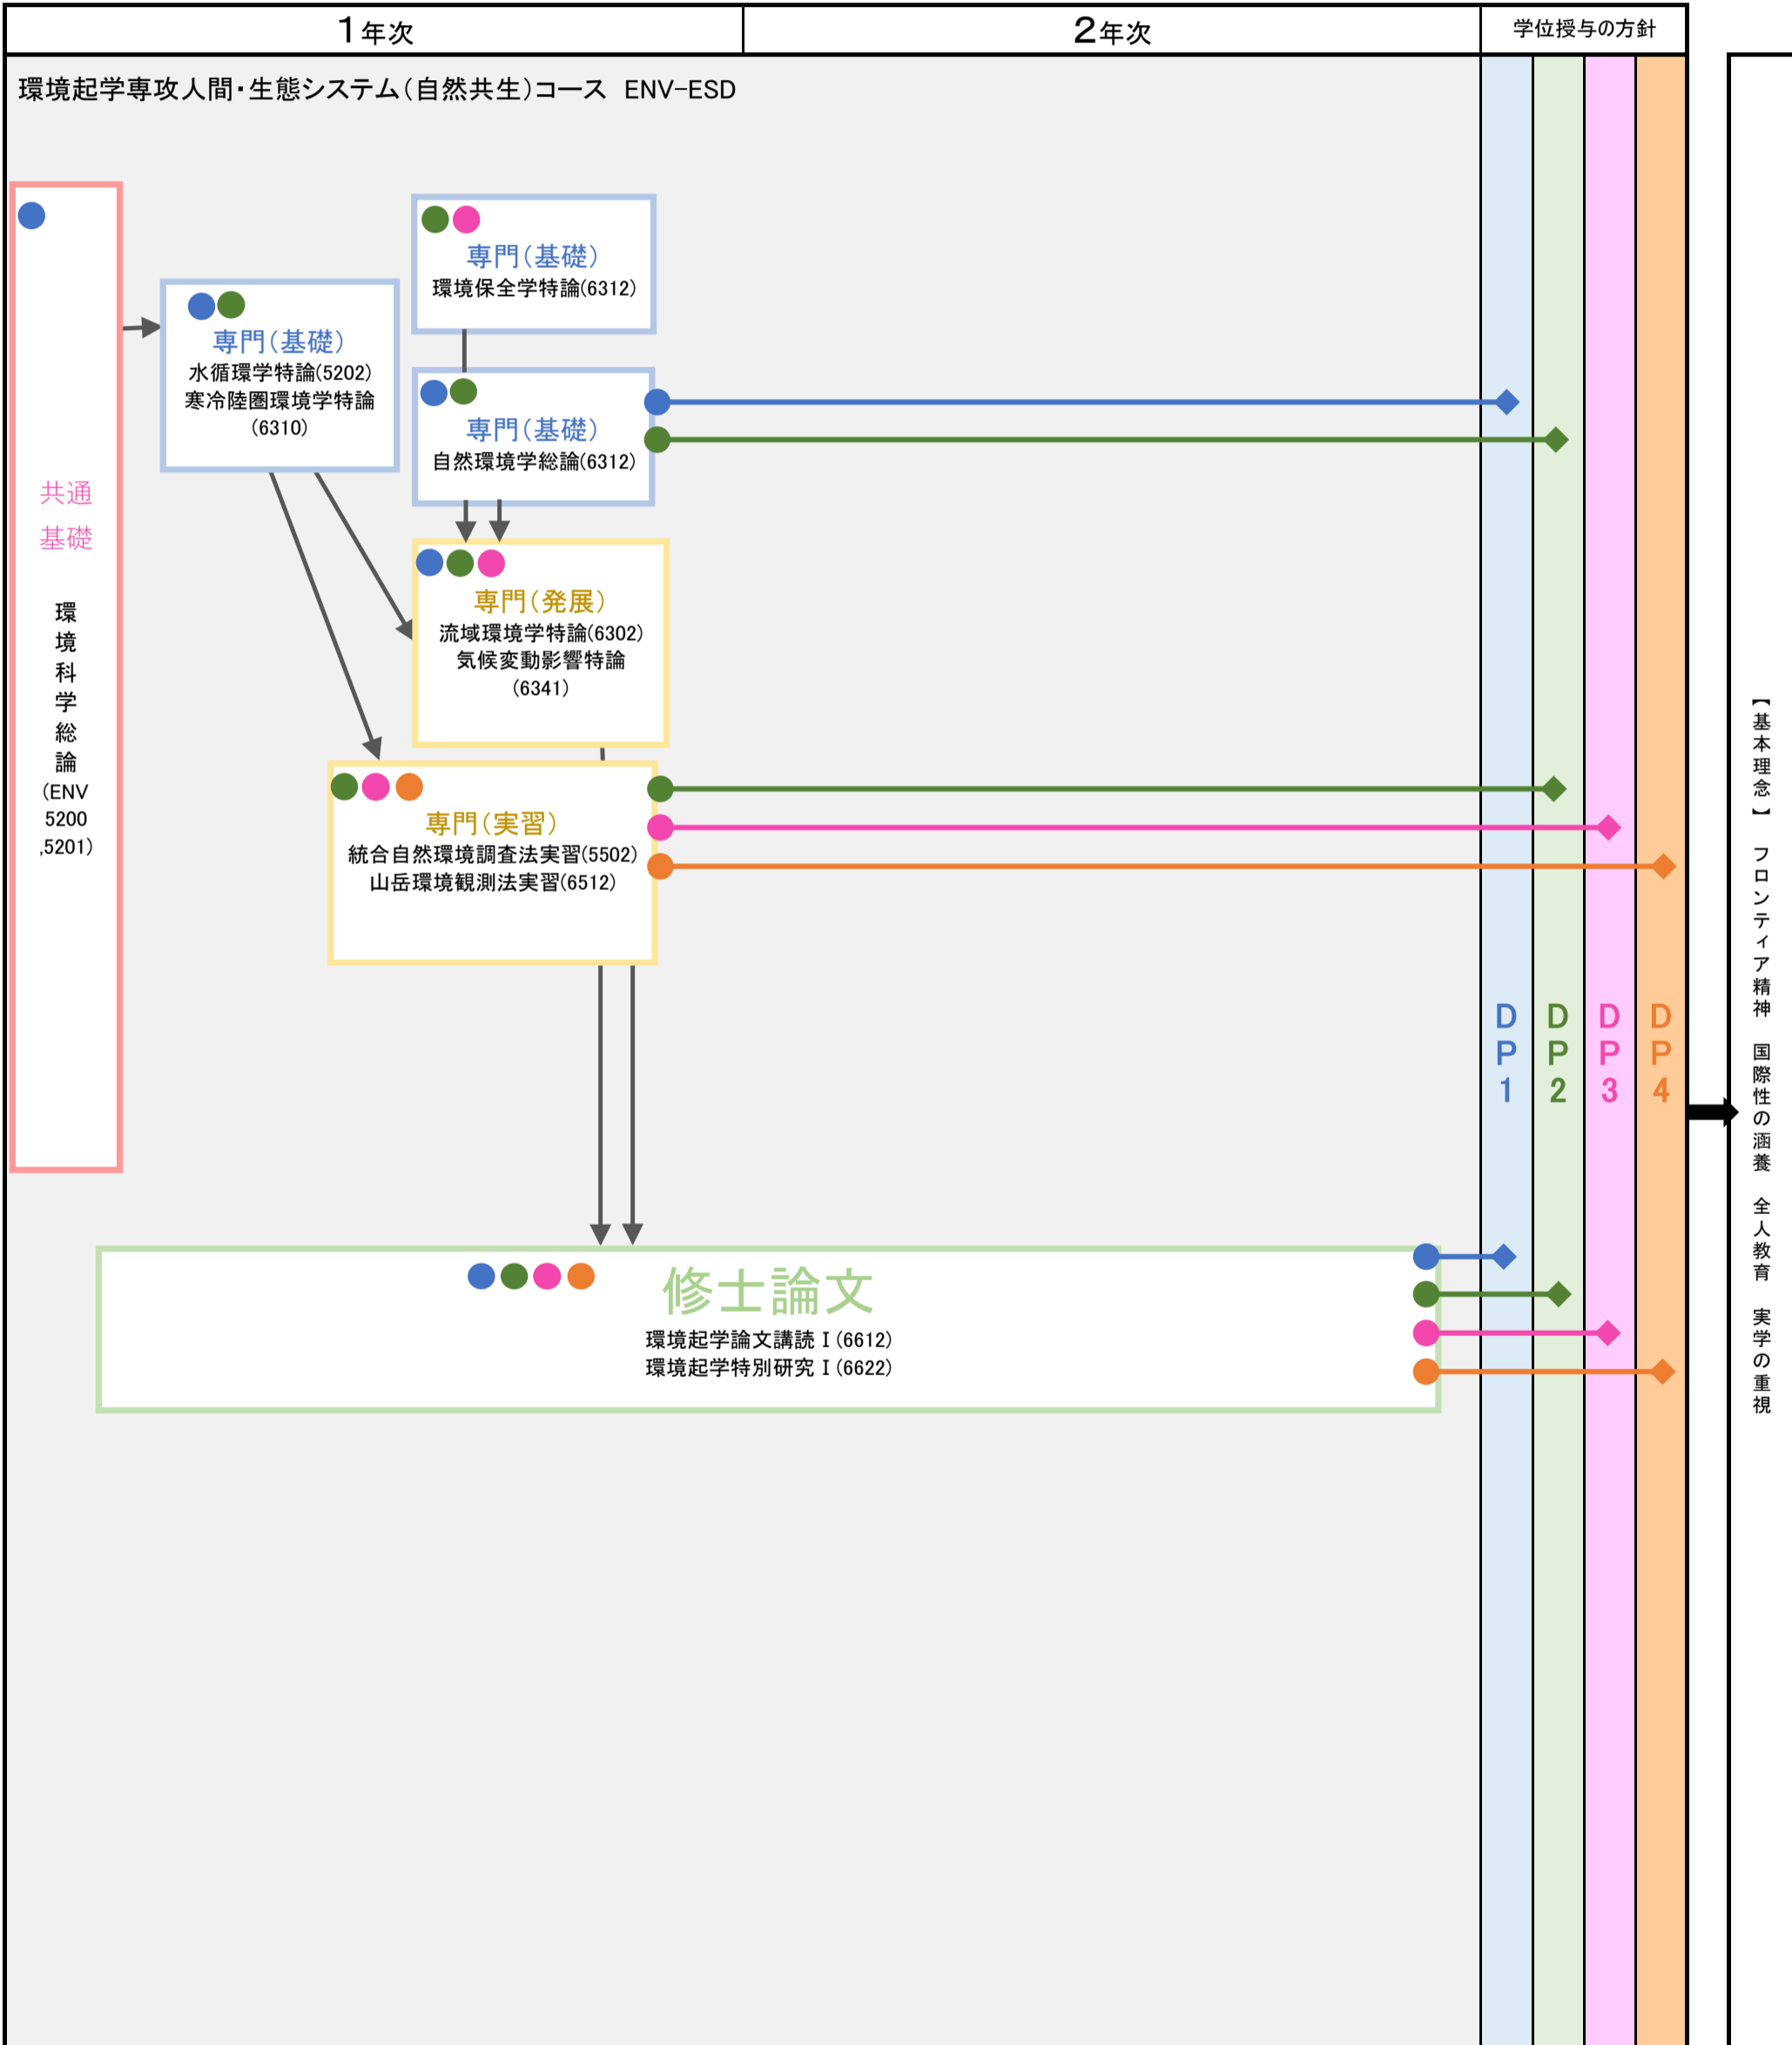 1年次
2年次
学位授与の方針
環境起学専攻人間・生態システム(自然共生)コース ENV-ESD
共通
基礎
環
境
科
学
総
論
(ENV
5200
,5201)
専門(基礎)
水循環学特論(5202)
寒冷陸圏環境学特論
(6310)
専門(基礎)
環境保全学特論(6312)
専門(基礎)
自然環境学総論(6312)
専門(発展)
流域環境学特論(6302)
気候変動影響特論
(6341)
専門(実習)
統合自然環境調査法実習(5502)
山岳環境観測法実習(6512)
修士論文
環境起学論文講読Ⅰ(6612)
環境起学特別研究Ⅰ(6622)
DP1
DP2
DP3
DP4
【基本理念】 フロンティア精神 国際性の涵養 全人教育 実学の重視